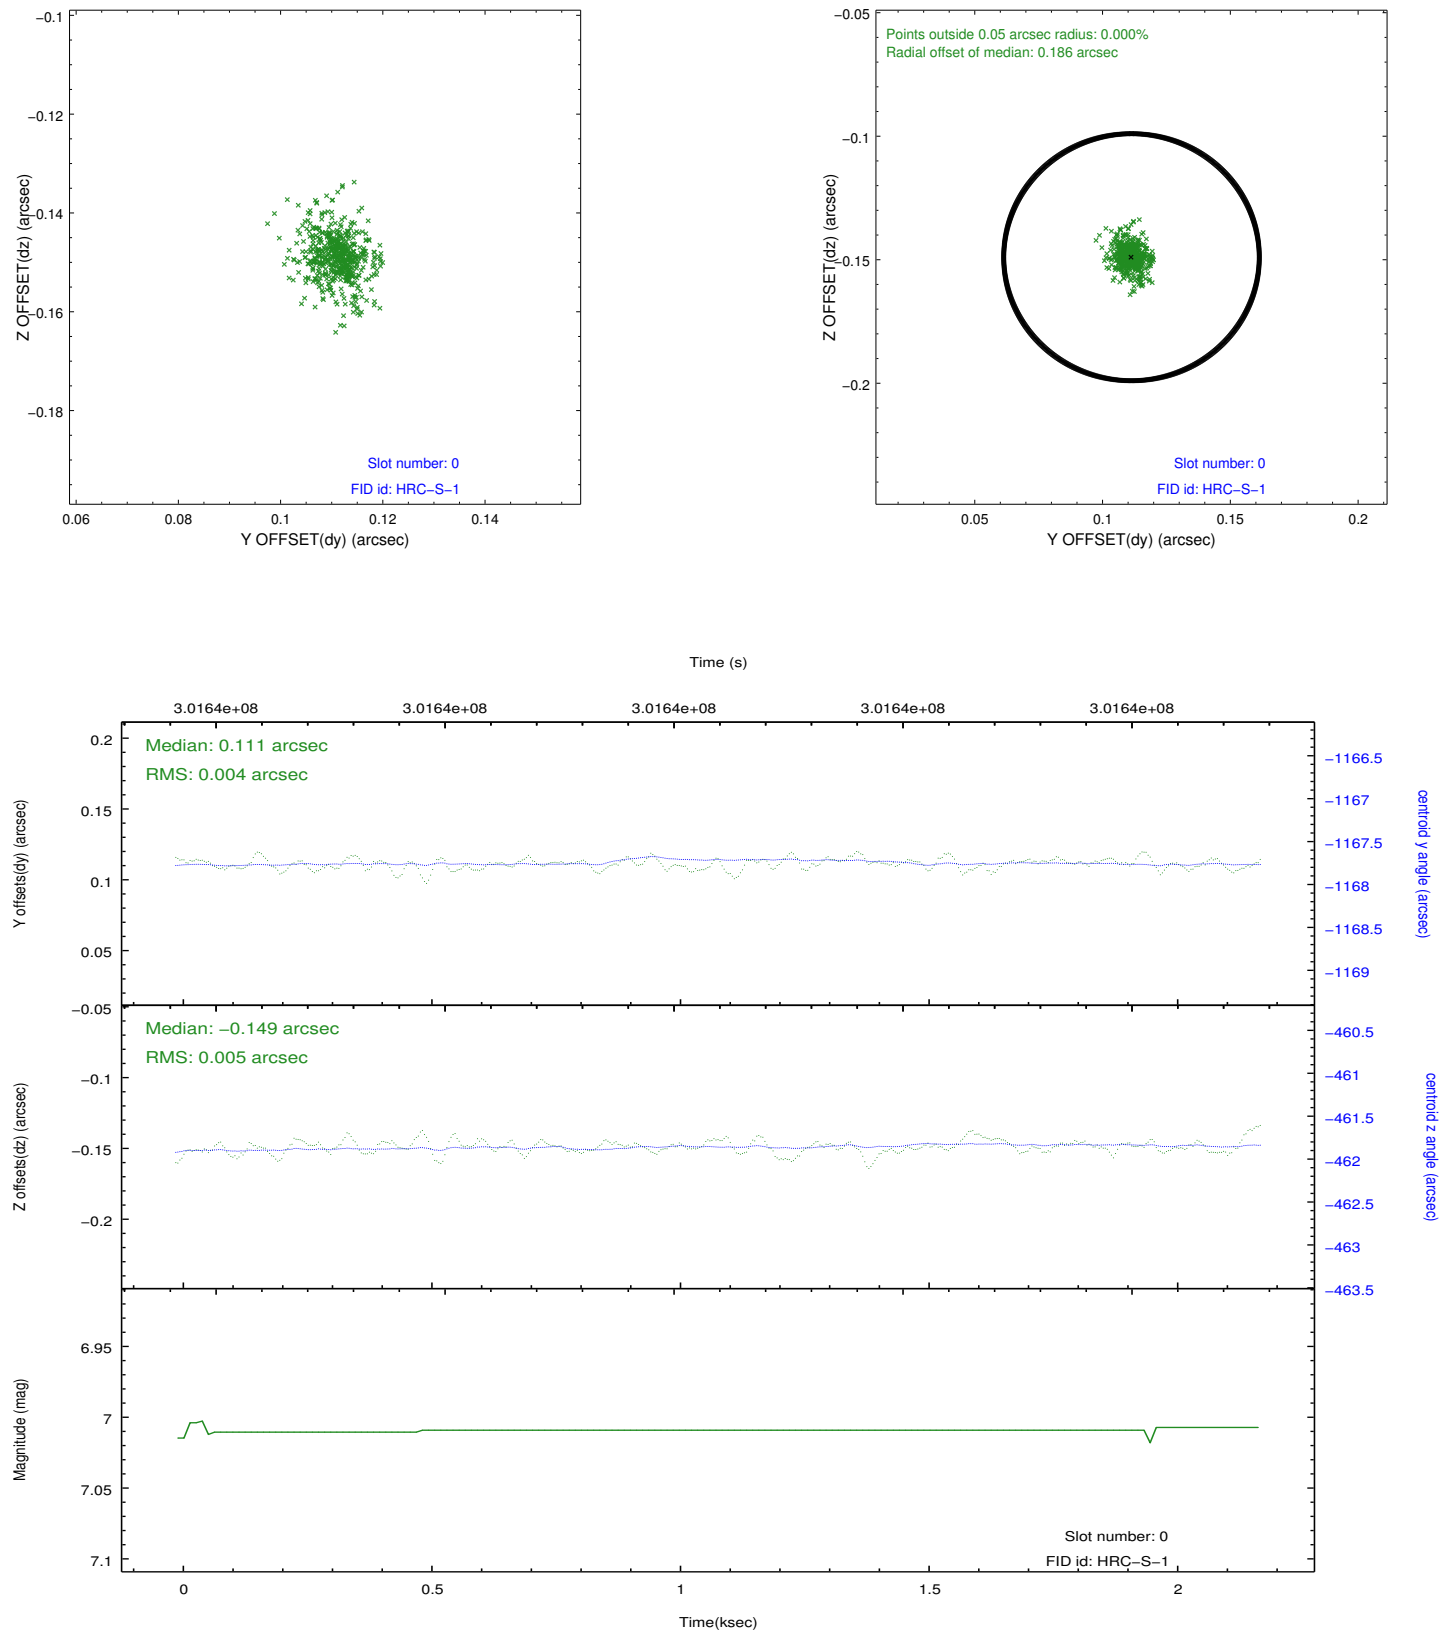 −0.1
−0.12
−0.14
−0.16
−0.18
Z OFFSET(dz) (arcsec)
Slot number: 0
FID id: HRC−S−1
0.06 0.08 0.1 0.12 0.14
Y OFFSET(dy) (arcsec)
−0.05
−0.1
−0.15
−0.2
Z OFFSET(dz) (arcsec)
Points outside 0.05 arcsec radius: 0.000%
Radial offset of median: 0.186 arcsec
Slot number: 0
FID id: HRC−S−1
0.05 0.1 0.15 0.2
Y OFFSET(dy) (arcsec)
Time (s)
3.0164e+08 3.0164e+08 3.0164e+08 3.0164e+08 3.0164e+08
Median: 0.111 arcsec
RMS: 0.004 arcsec
0.2
0.15
0.1
0.05
Y offsets(dy) (arcsec)
−1166.5
−1167
−1167.5
−1168
−1168.5
−1169
centroid y angle (arcsec)
Median: −0.149 arcsec
RMS: 0.005 arcsec
−0.05
−0.1
−0.15
−0.2
Z offsets(dz) (arcsec)
−460.5
−461
−461.5
−462
−462.5
−463
−463.5
centroid z angle (arcsec)
6.95
7
7.05
7.1
Magnitude (mag)
Slot number: 0
FID id: HRC−S−1
0 0.5 1 1.5 2
Time(ksec)